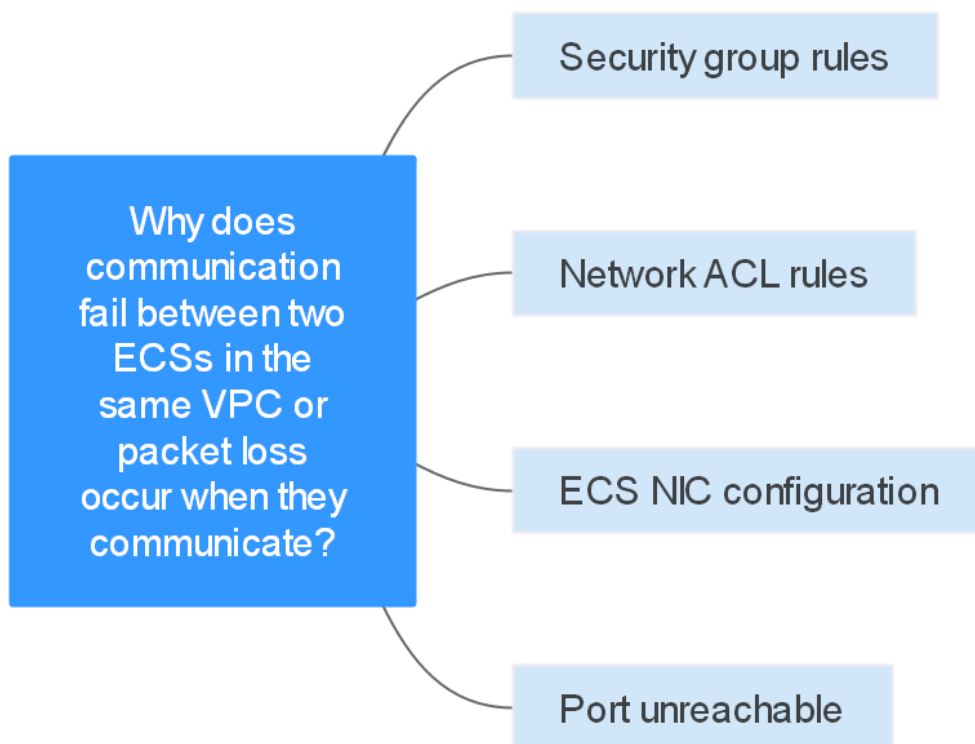 Why does
communication
fail between two
ECSs in the
same VPC or
packet loss
occur when they
communicate?
Security group rules
Network ACL rules
ECS NIC configuration
Port unreachable